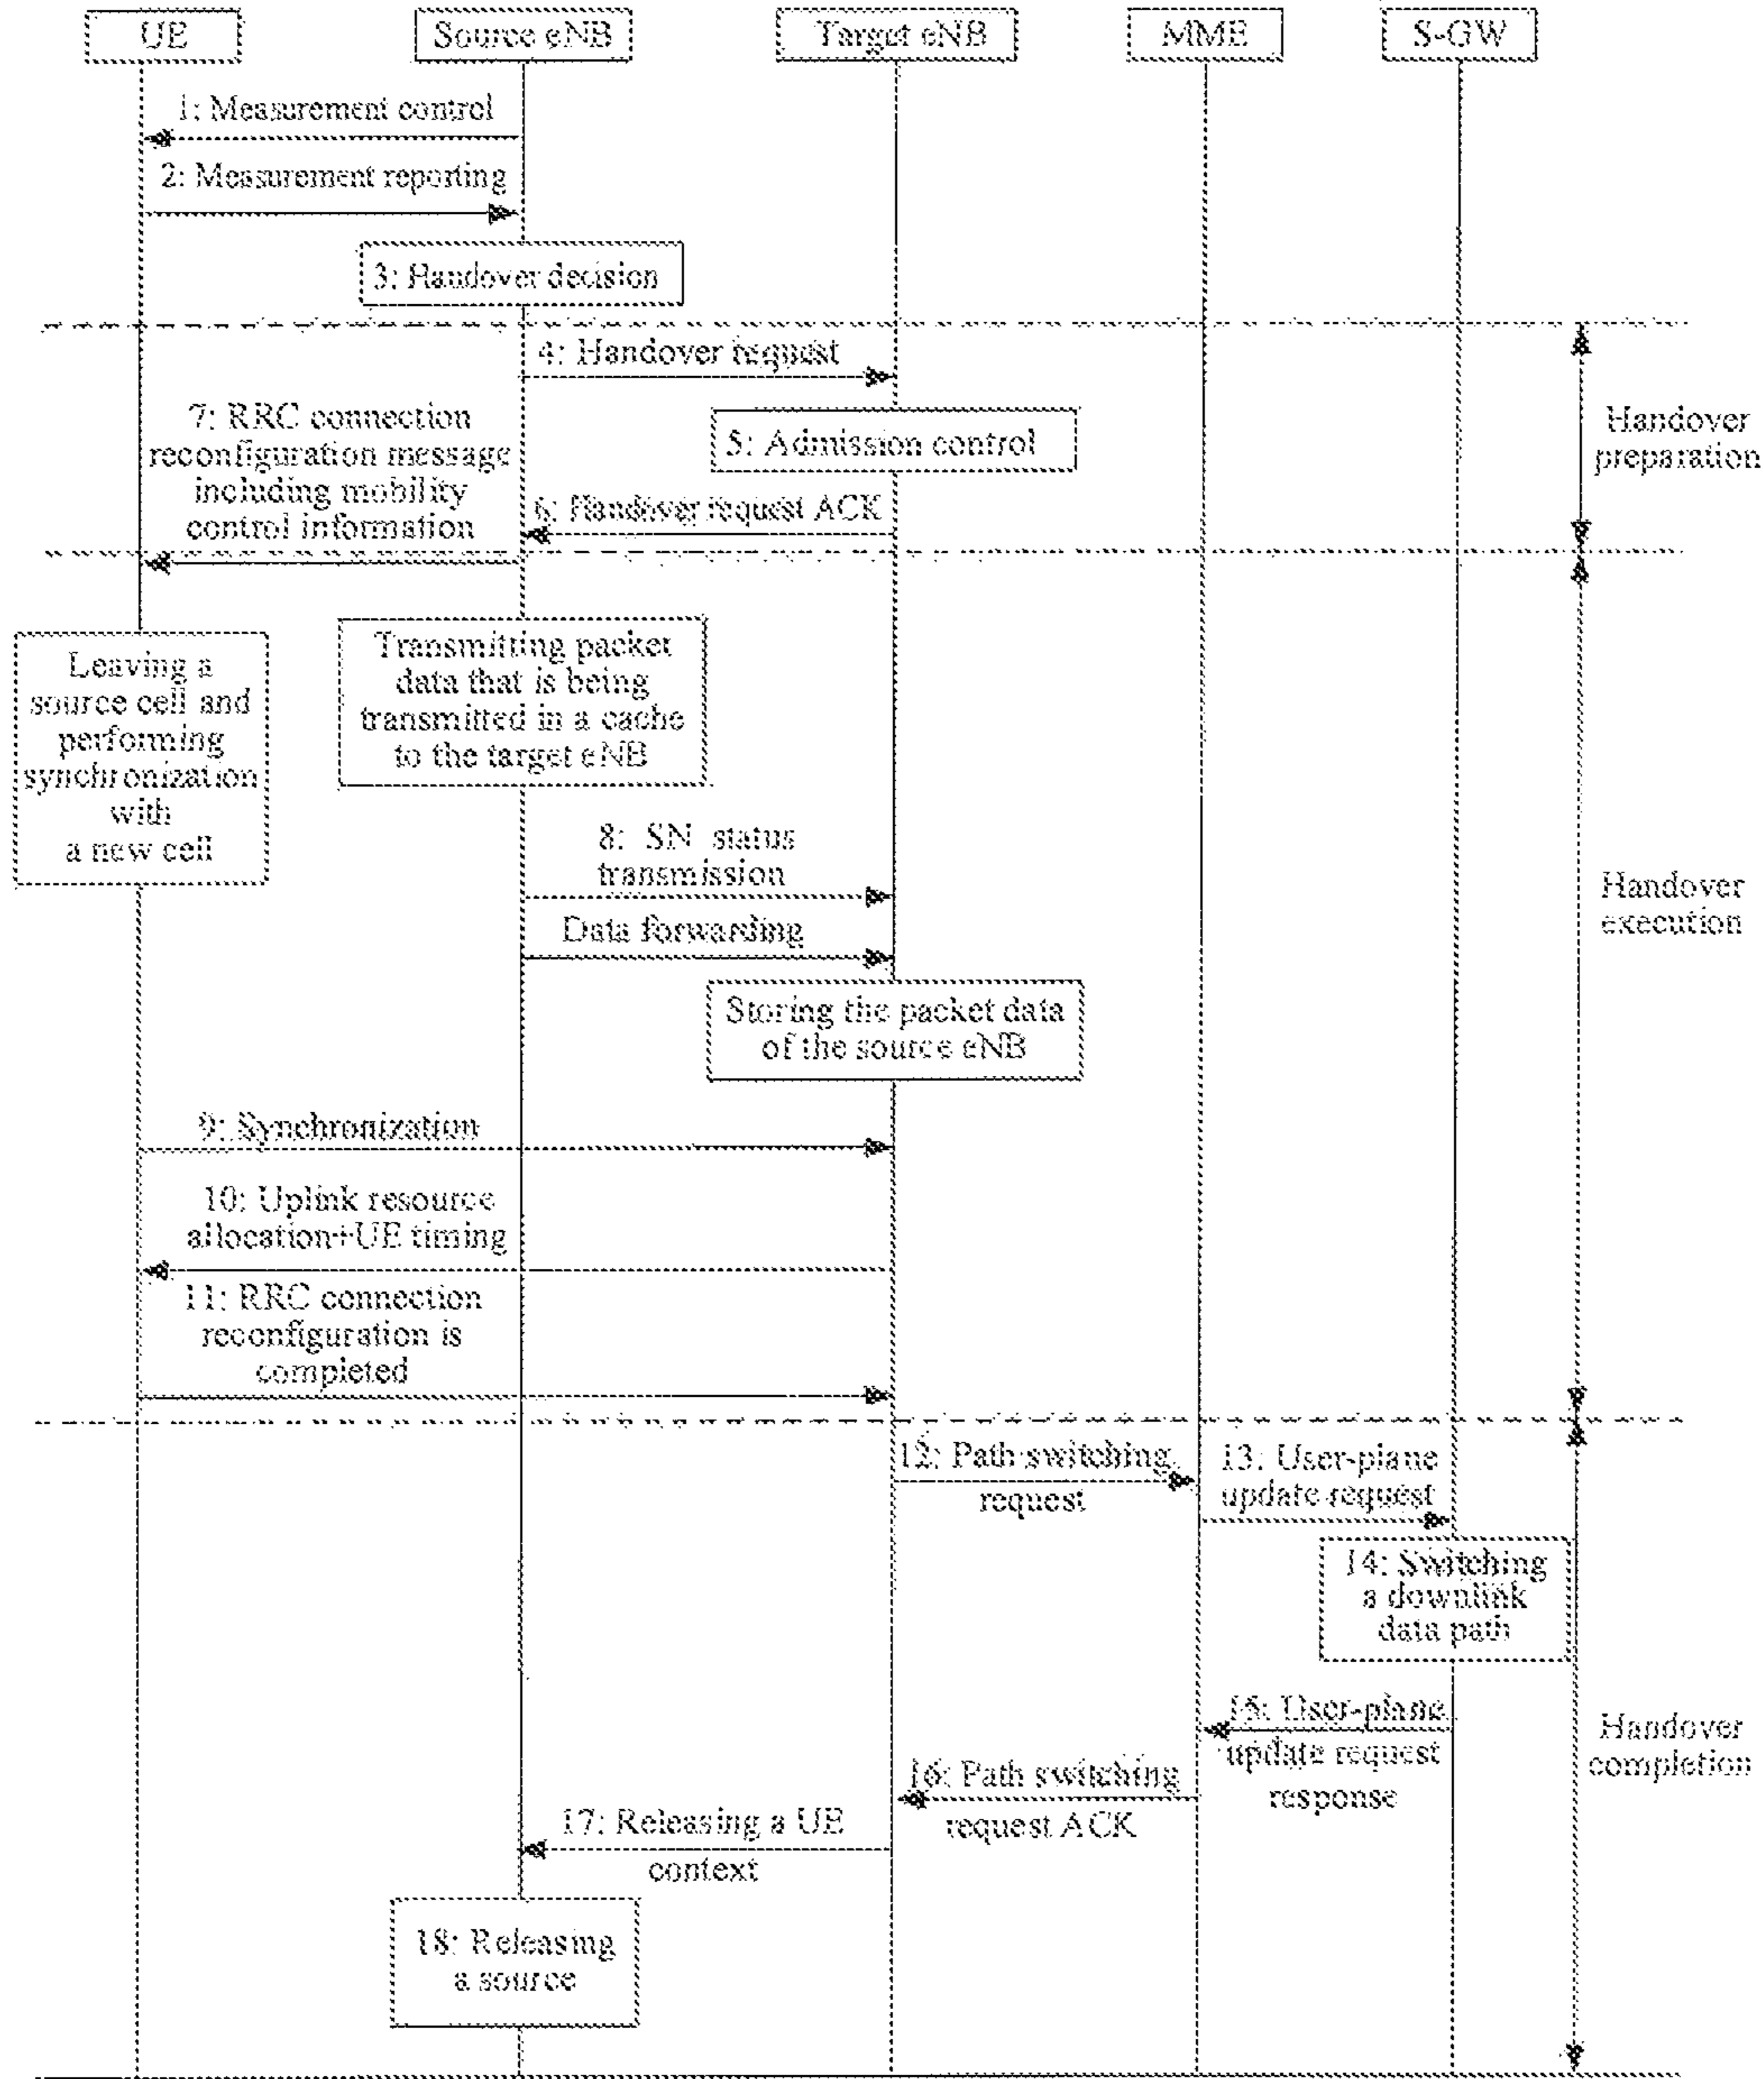 UE
Source eNB
Target eNB
MME
S-GW
1: Measurement control
2: Measurement reporting
3: Handover decision
4: Handover request
7: RRC connection
reconfiguration message
including mobility
control information
5: Admission control
6: Handover request ACK
Handover
preparation
Leaving a
source cell and
performing
synchronization
with
a new cell
Transmitting packet
data that is being
transmitted in a cache
to the target eNB
8: SN status
transmission
Data forwarding
Storing the packet data
of the source eNB
Handover
execution
9: Synchronization
10: Uplink resource
allocation+UE timing
11: RRC connection
reconfiguration is
completed
12: Path switching
request
13: User-plane
update request
14: Switching
a downlink
data path
15: User-plane
update request
response
16: Path switching
request ACK
17: Releasing a UE
context
18: Releasing
a source
Handover
completion